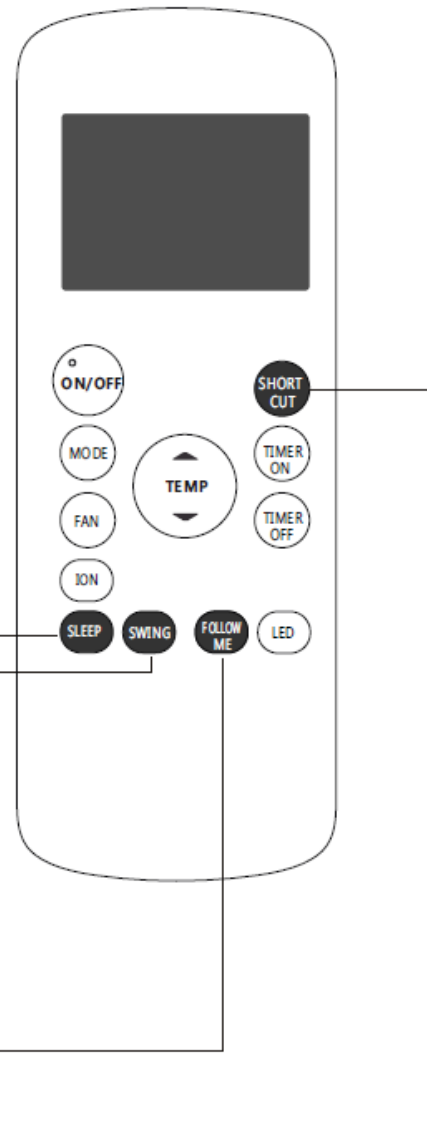 ON/OFF
SHORT
CUT
MODE
TEMP
TIMER
ON
FAN
TIMER
OFF
ION
SLEEP
SWING
FOLLOW
ME
LED